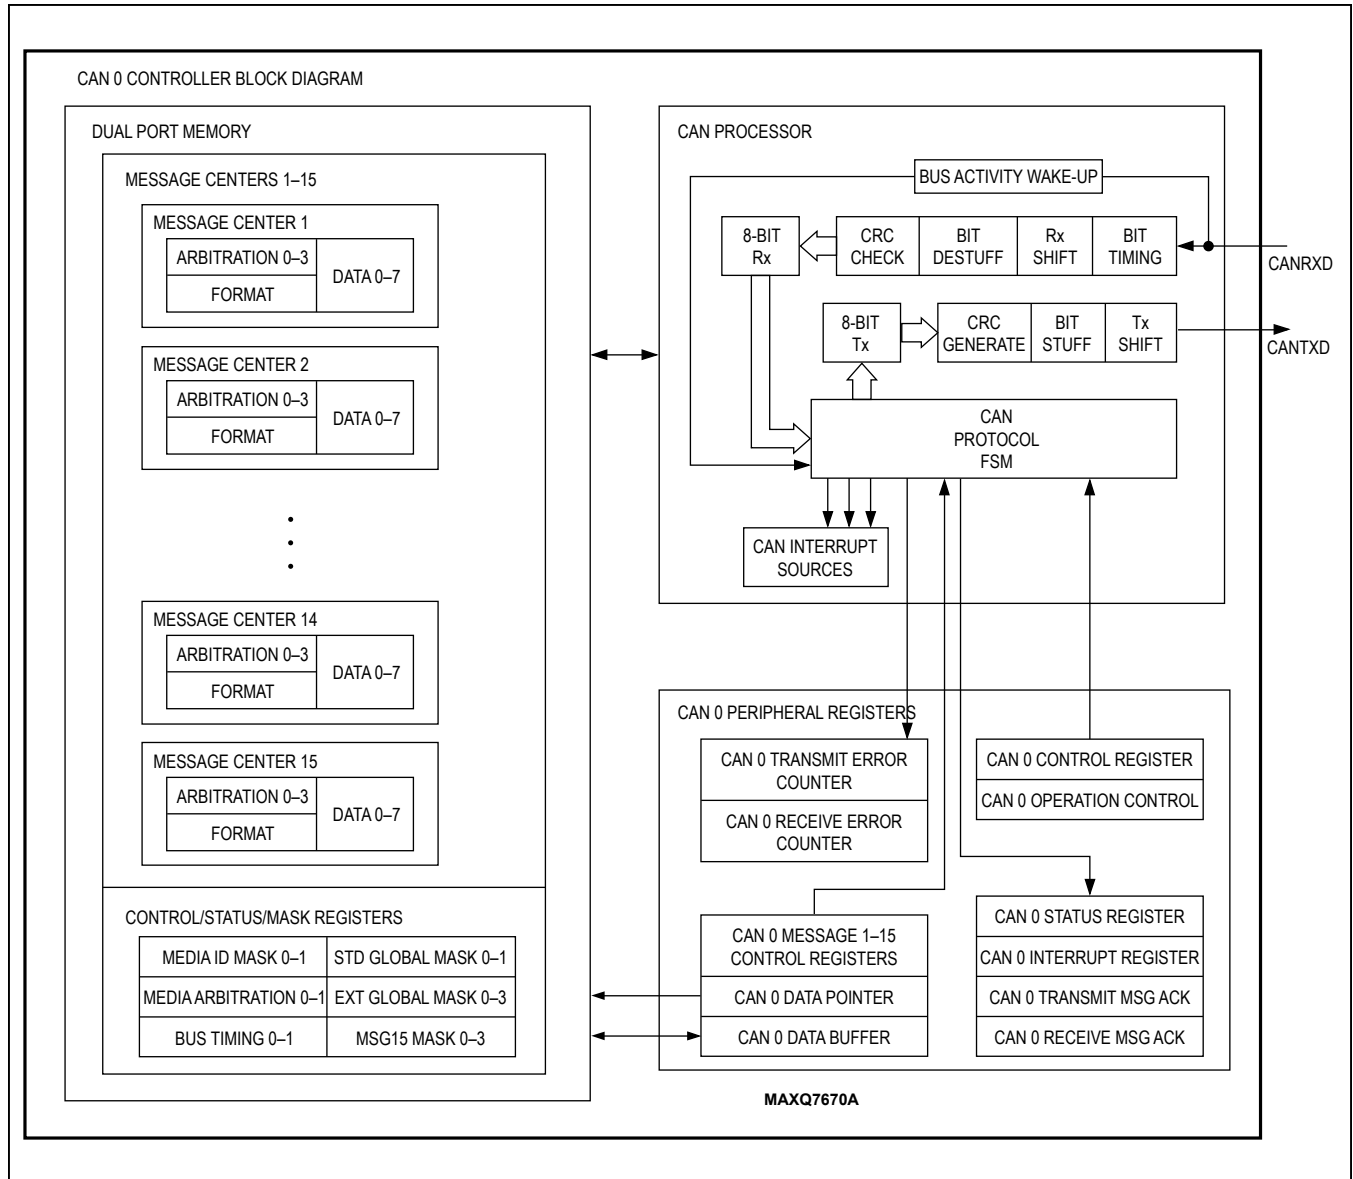 CAN 0 CONTROLLER BLOCK DIAGRAM
DUAL PORT MEMORY
MESSAGE CENTERS 1–15
MESSAGE CENTER 1
ARBITRATION 0–3
FORMAT
DATA 0–7
MESSAGE CENTER 2
ARBITRATION 0–3
FORMAT
DATA 0–7
MESSAGE CENTER 14
ARBITRATION 0–3
FORMAT
DATA 0–7
MESSAGE CENTER 15
ARBITRATION 0–3
FORMAT
DATA 0–7
CONTROL/STATUS/MASK REGISTERS
MEDIA ID MASK 0–1
STD GLOBAL MASK 0–1
MEDIA ARBITRATION 0–1
EXT GLOBAL MASK 0–3
BUS TIMING 0–1
MSG15 MASK 0–3
CAN PROCESSOR
BUS ACTIVITY WAKE-UP
8-BIT
Rx
CRC
CHECK
BIT
DESTUFF
Rx
SHIFT
BIT
TIMING
CANRXD
8-BIT
Tx
CRC
GENERATE
BIT
STUFF
Tx
SHIFT
CANTXD
CAN
PROTOCOL
FSM
CAN INTERRUPT
SOURCES
CAN 0 PERIPHERAL REGISTERS
CAN 0 TRANSMIT ERROR
COUNTER
CAN 0 RECEIVE ERROR
COUNTER
CAN 0 CONTROL REGISTER
CAN 0 OPERATION CONTROL
CAN 0 MESSAGE 1–15
CONTROL REGISTERS
CAN 0 DATA POINTER
CAN 0 DATA BUFFER
CAN 0 STATUS REGISTER
CAN 0 INTERRUPT REGISTER
CAN 0 TRANSMIT MSG ACK
CAN 0 RECEIVE MSG ACK
MAXQ7670A